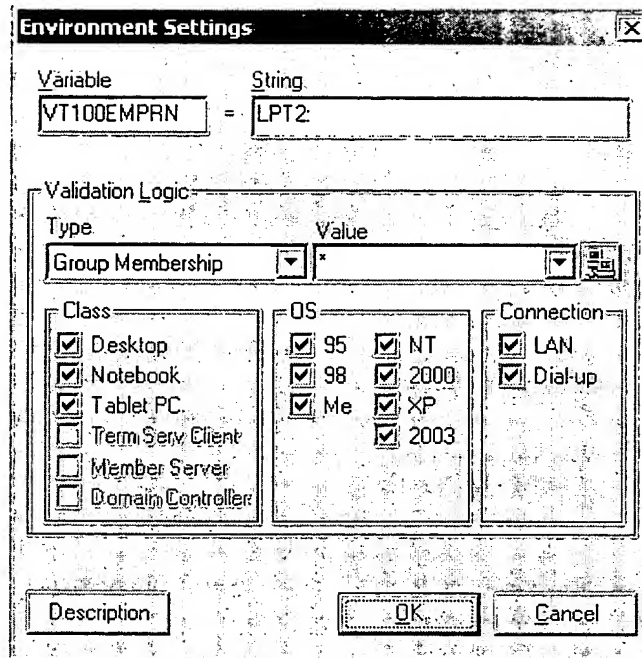 Environment Settings
Variable String
VT100EMPRN = LPT2:
Validation Logic
Type Value
Group Membership *
Class OS Connection
Desktop 95 NT LAN
Notebook 98 2000 Dial-up
Tablet PC Me XP
Term Serv Client 2003
Member Server
Domain Controller
Description OK Cancel